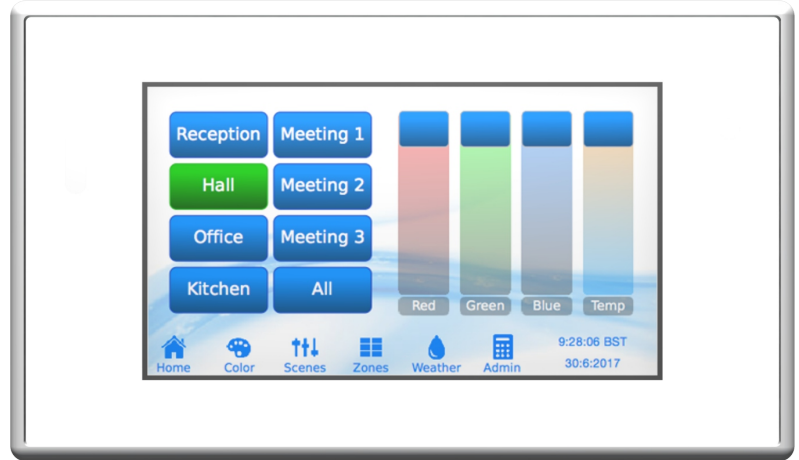 Reception Meeting 1
Hall Meeting 2
Office Meeting 3
Kitchen All
Red Green Blue Temp
Home Color Scenes Zones Weather Admin
9:28:06 BST
30:6:2017